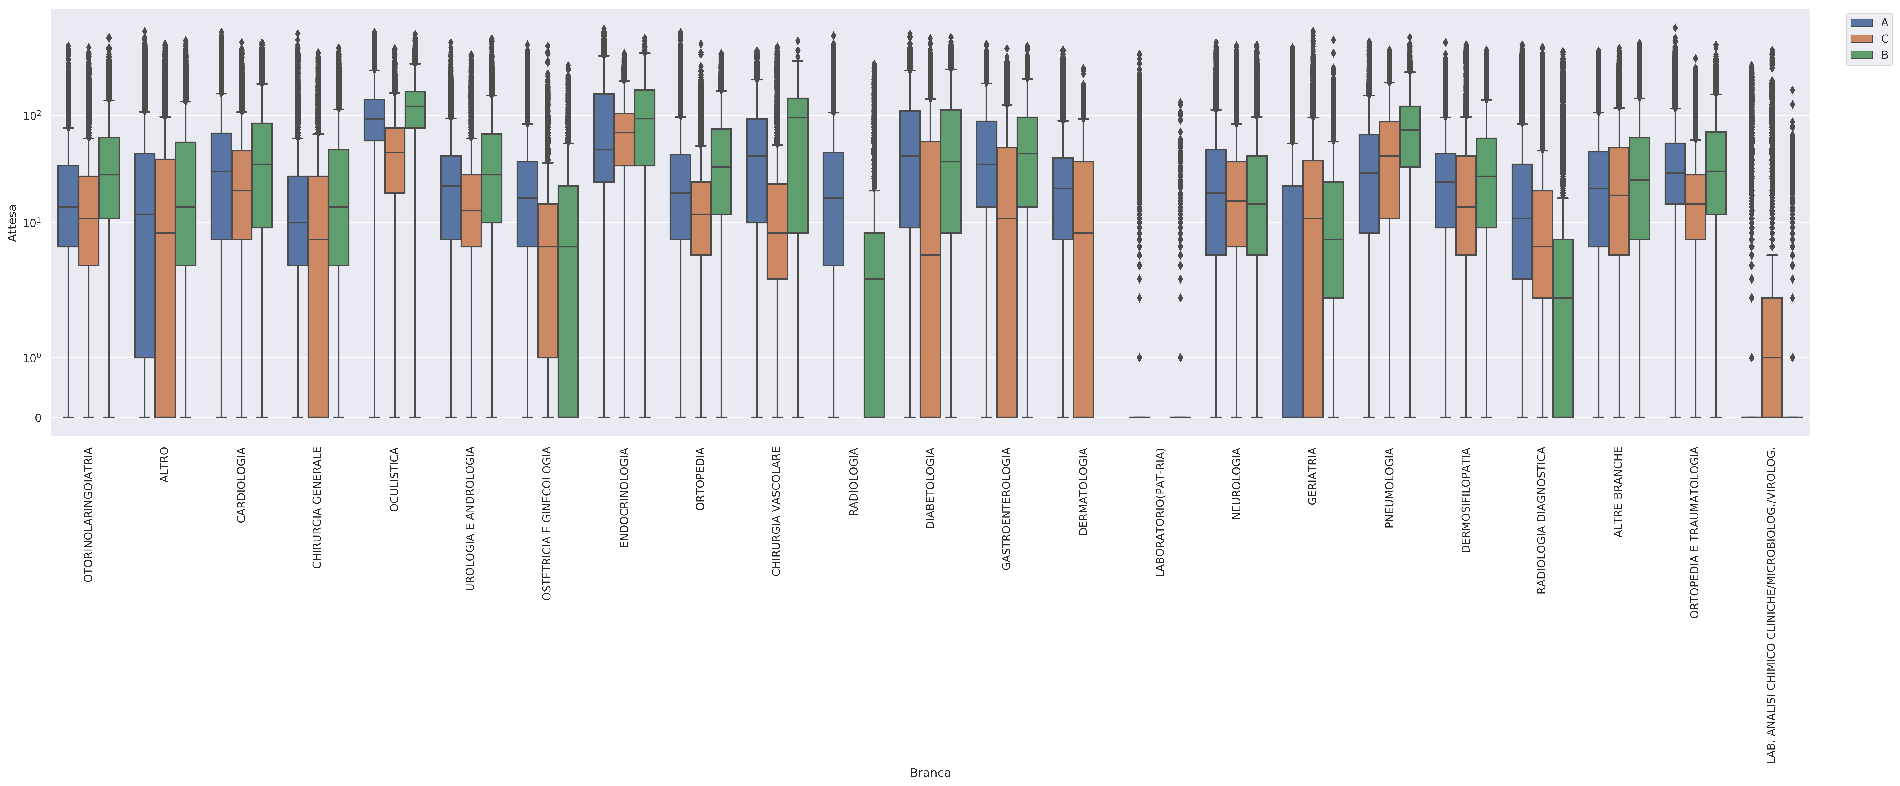 A
C
B
10²
10¹
10⁰
0
Attesa
OTORINOLARINGOIATRIA
ALTRO
CARDIOLOGIA
CHIRURGIA GENERALE
OCULISTICA
UROLOGIA E ANDROLOGIA
OSTETRICIA E GINECOLOGIA
ENDOCRINOLOGIA
ORTOPEDIA
CHIRURGIA VASCOLARE
RADIOLOGIA
DIABETOLOGIA
GASTROENTEROLOGIA
DERMATOLOGIA
LABORATORIO(PAT-RIA)
NEUROLOGIA
GERIATRIA
PNEUMOLOGIA
DERMOSIFILOPATIA
RADIOLOGIA DIAGNOSTICA
ALTRE BRANCHE
ORTOPEDIA E TRAUMATOLOGIA
LAB. ANALISI CHIMICO CLINICHE/MICROBIOLOG./VIROLOG.
Branca